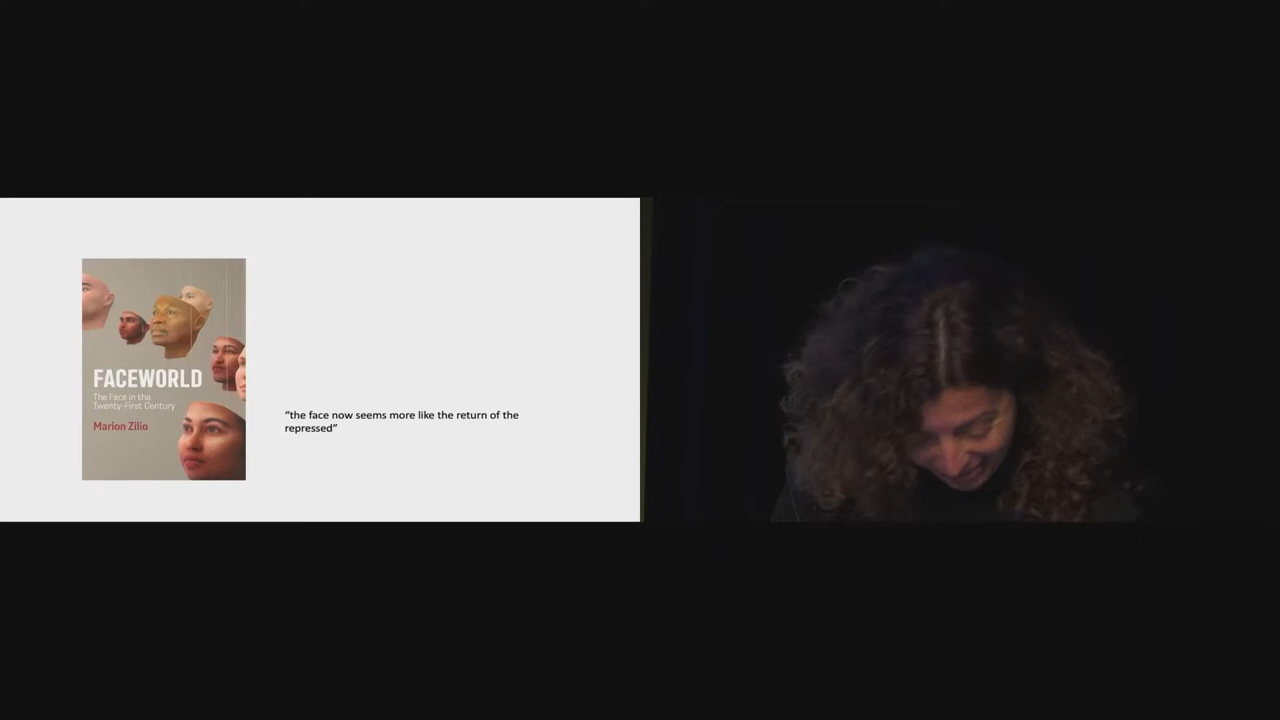 FACEWORLD
The Face in the
Twenty-First Century
Marion Zilio
“the face now seems more like the return of the
repressed”